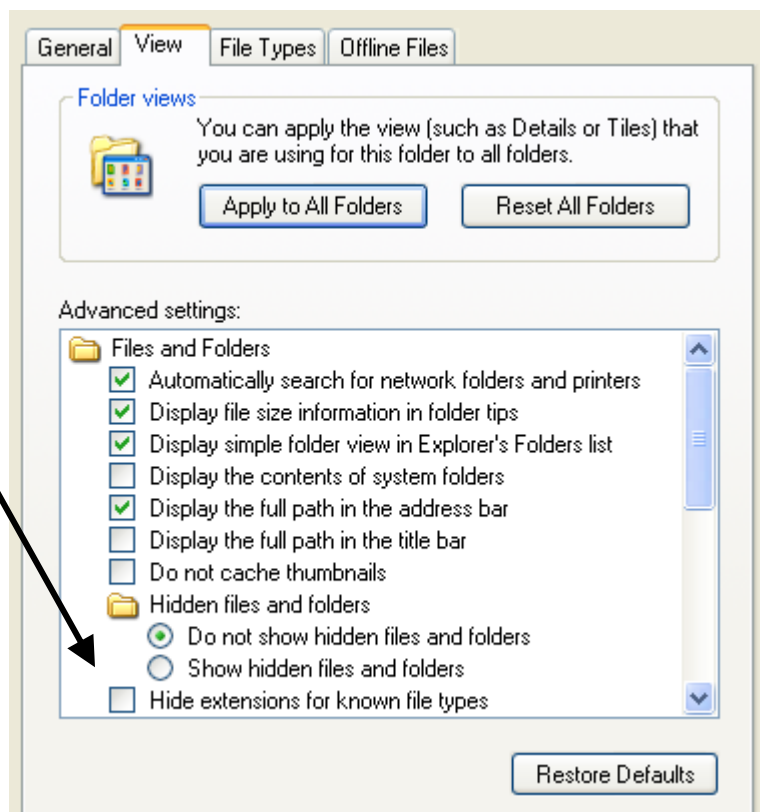 General View File Types Offline Files
Folder views
You can apply the view (such as Details or Tiles) that
you are using for this folder to all folders.
Apply to All Folders Reset All Folders
Advanced settings:
Files and Folders
Automatically search for network folders and printers
Display file size information in folder tips
Display simple folder view in Explorer's Folders list
Display the contents of system folders
Display the full path in the address bar
Display the full path in the title bar
Do not cache thumbnails
Hidden files and folders
Do not show hidden files and folders
Show hidden files and folders
Hide extensions for known file types
Restore Defaults